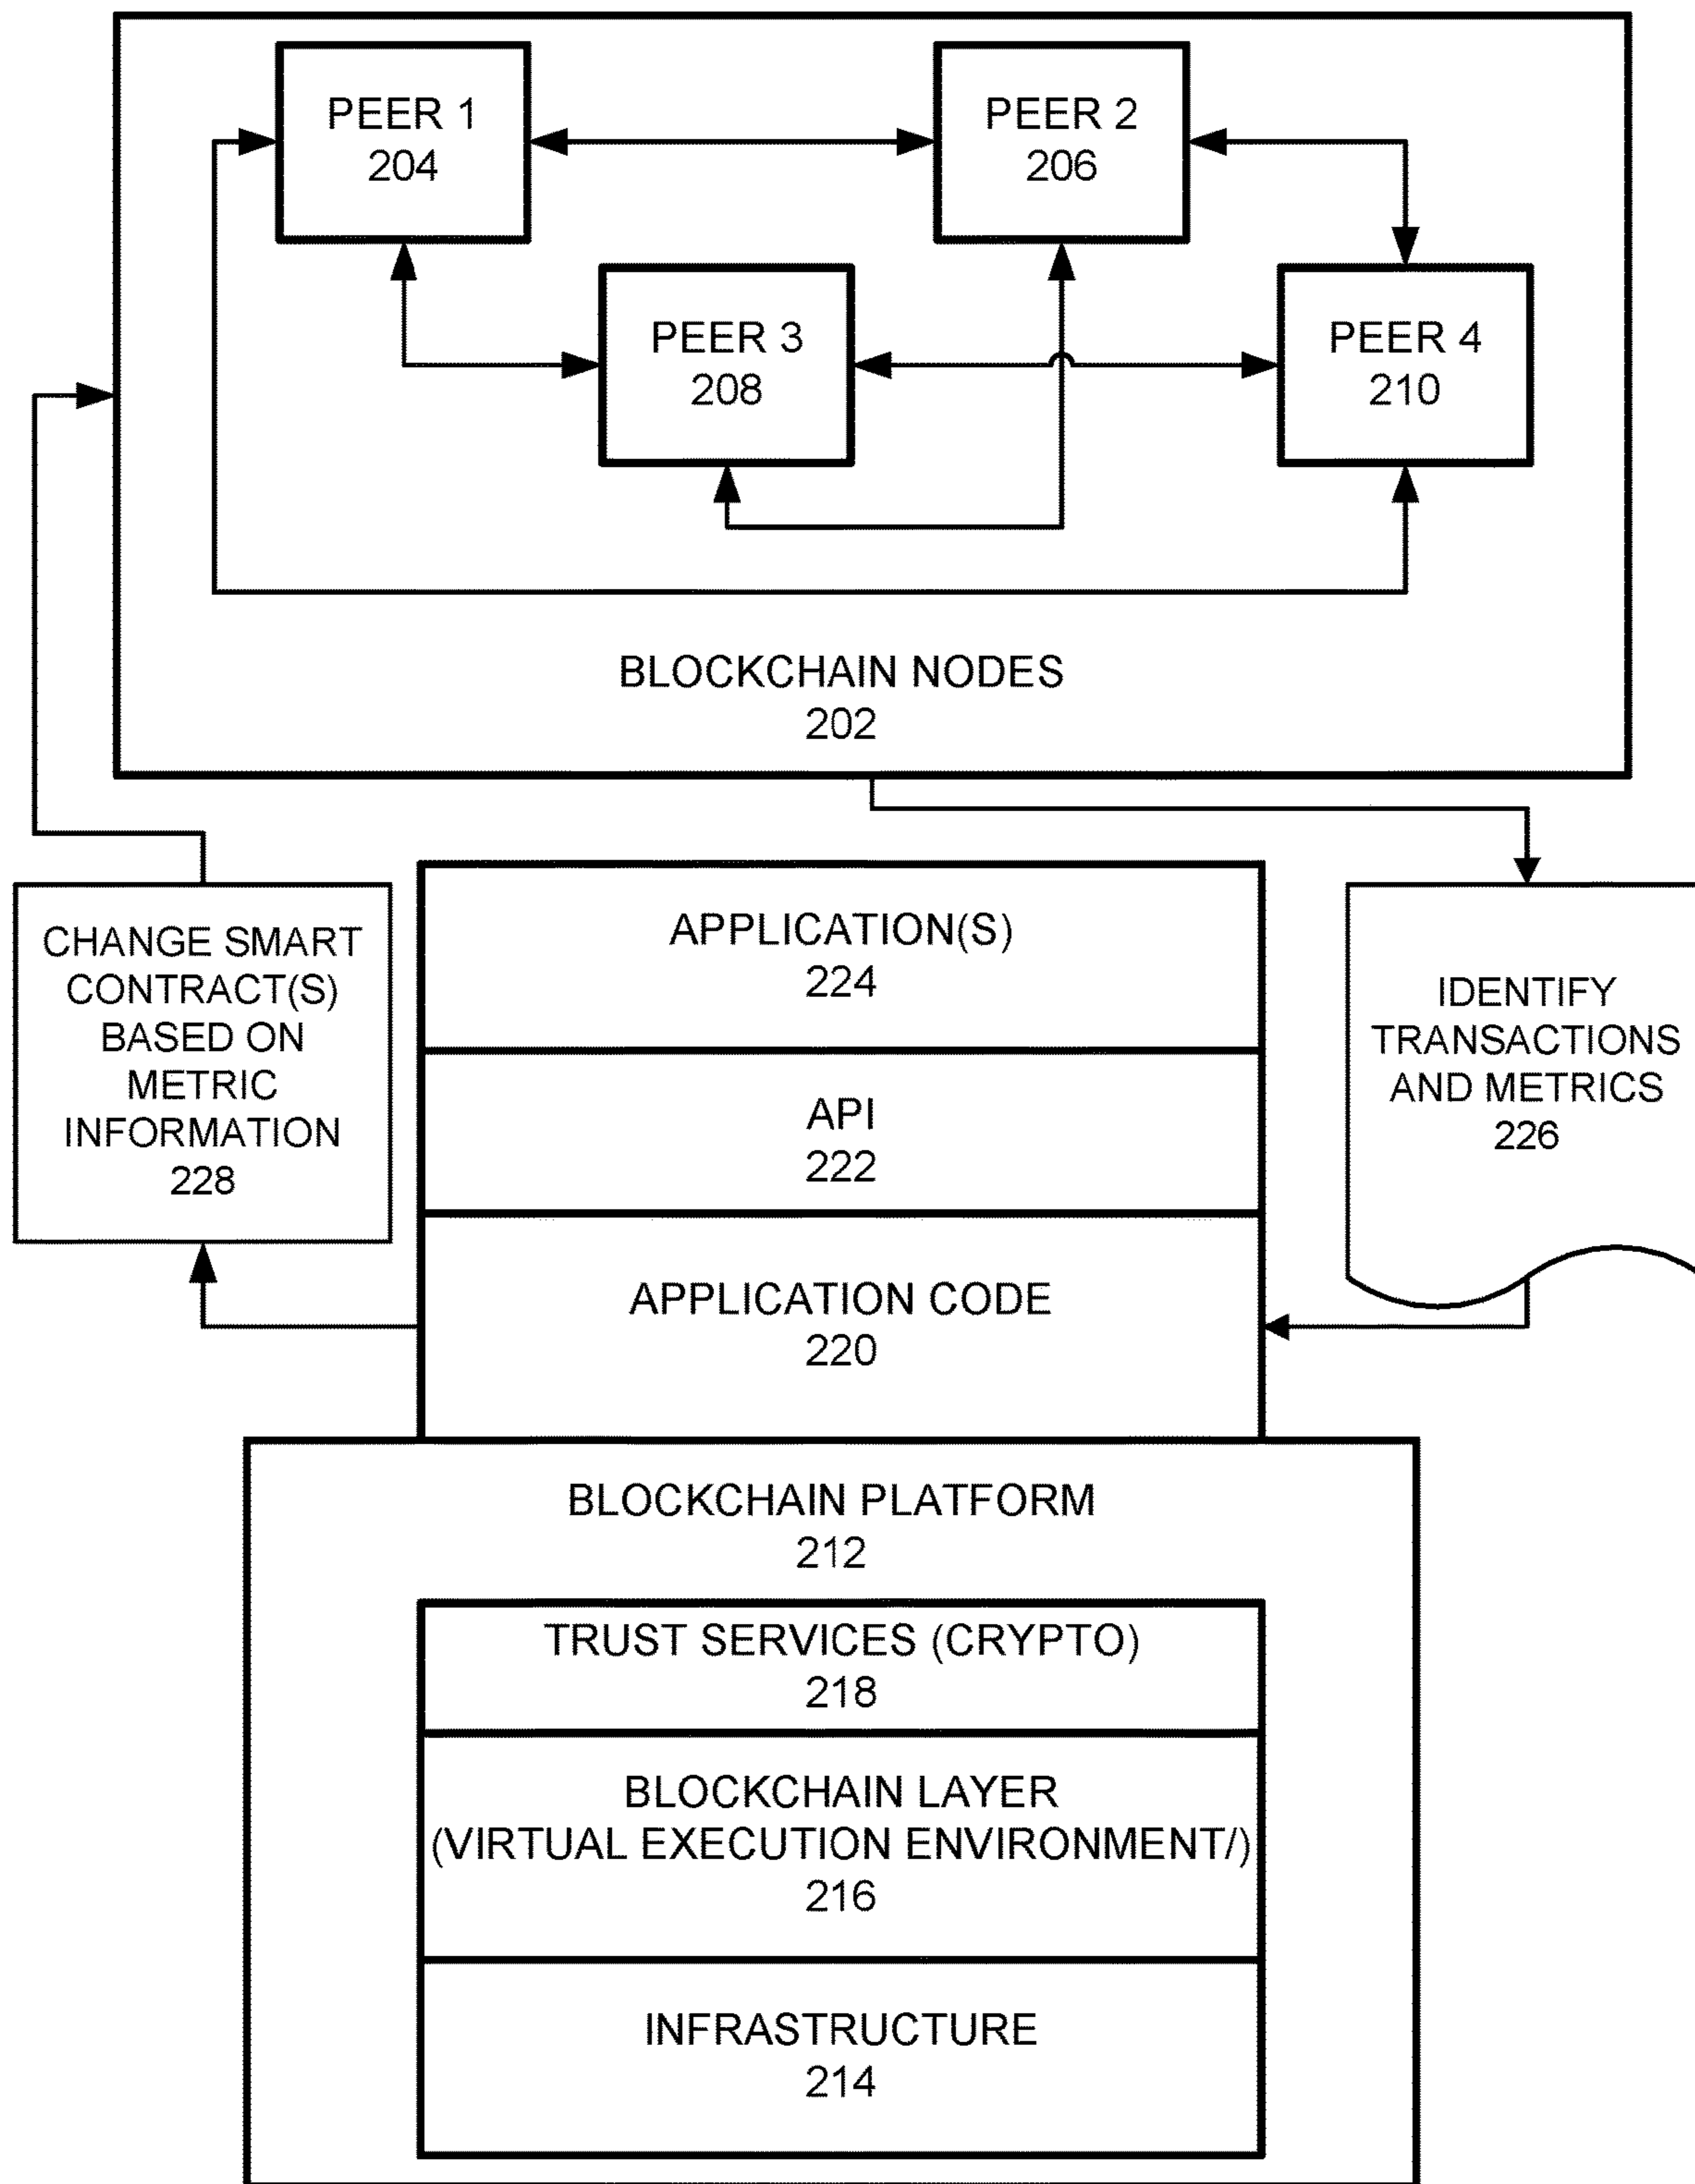 PEER 1
204
PEER 2
206
PEER 3
208
PEER 4
210
BLOCKCHAIN NODES
202
CHANGE SMART
CONTRACT(S)
BASED ON
METRIC
INFORMATION
228
APPLICATION(S)
224
API
222
APPLICATION CODE
220
IDENTIFY
TRANSACTIONS
AND METRICS
226
BLOCKCHAIN PLATFORM
212
TRUST SERVICES (CRYPTO)
218
BLOCKCHAIN LAYER
(VIRTUAL EXECUTION ENVIRONMENT/)
216
INFRASTRUCTURE
214